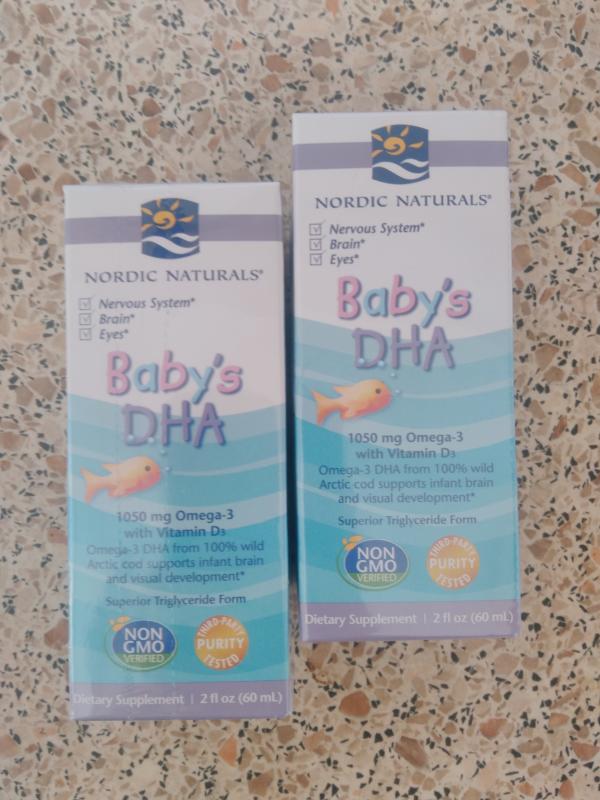 NORDIC NATURALS®
Nervous System*
Brain*
Eyes*
Baby's
DHA
1050 mg Omega-3
with Vitamin D3
Omega-3 DHA from 100% wild
Arctic cod supports infant brain
and visual development*
Superior Triglyceride Form
NON
GMO
VERIFIED
THIRD-PARTY
PURITY
TESTED
Dietary Supplement | 2 fl oz (60 mL)
NORDIC NATURALS®
Nervous System*
Brain*
Eyes*
Baby's
DHA
1050 mg Omega-3
with Vitamin D3
Omega-3 DHA from 100% wild
Arctic cod supports infant brain
and visual development*
Superior Triglyceride Form
NON
GMO
VERIFIED
THIRD-PARTY
PURITY
TESTED
Dietary Supplement | 2 fl oz (60 mL)